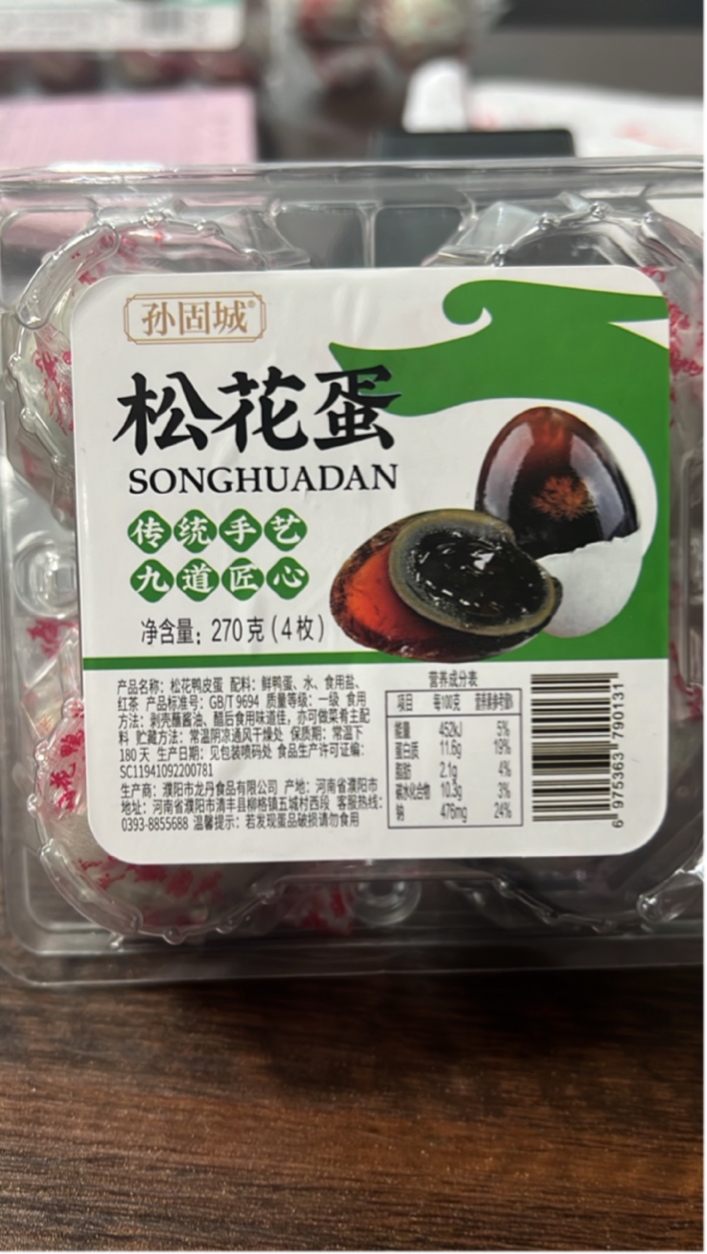 孙固城®
松花蛋
SONGHUADAN
传统手艺
九道匠心
净含量：270克(4枚)
产品名称：松花鸭皮蛋 配料：鲜鸭蛋、水、食用盐、
红茶 产品标准号：GB/T 9694 质量等级：一级 食用
方法：剥壳蘸酱油、醋后食用味道佳，亦可做菜肴主配
料 贮藏方法：常温阴凉通风干燥处 保质期：常温下
180天 生产日期：见包装喷码处 食品生产许可证编：
SC11941092200781
生产商：濮阳市龙丹食品有限公司 产地：河南省濮阳市
地址：河南省濮阳市清丰县柳格镇五城村西段 客服热线：
0393-8855688 温馨提示：若发现蛋品破损请勿食用
营养成分表
项目 每100克 营养素参考值%
能量 452kJ 5%
蛋白质 11.6g 19%
脂肪 2.1g 4%
碳水化合物 10.3g 3%
钠 476mg 24%
6 975363 790131